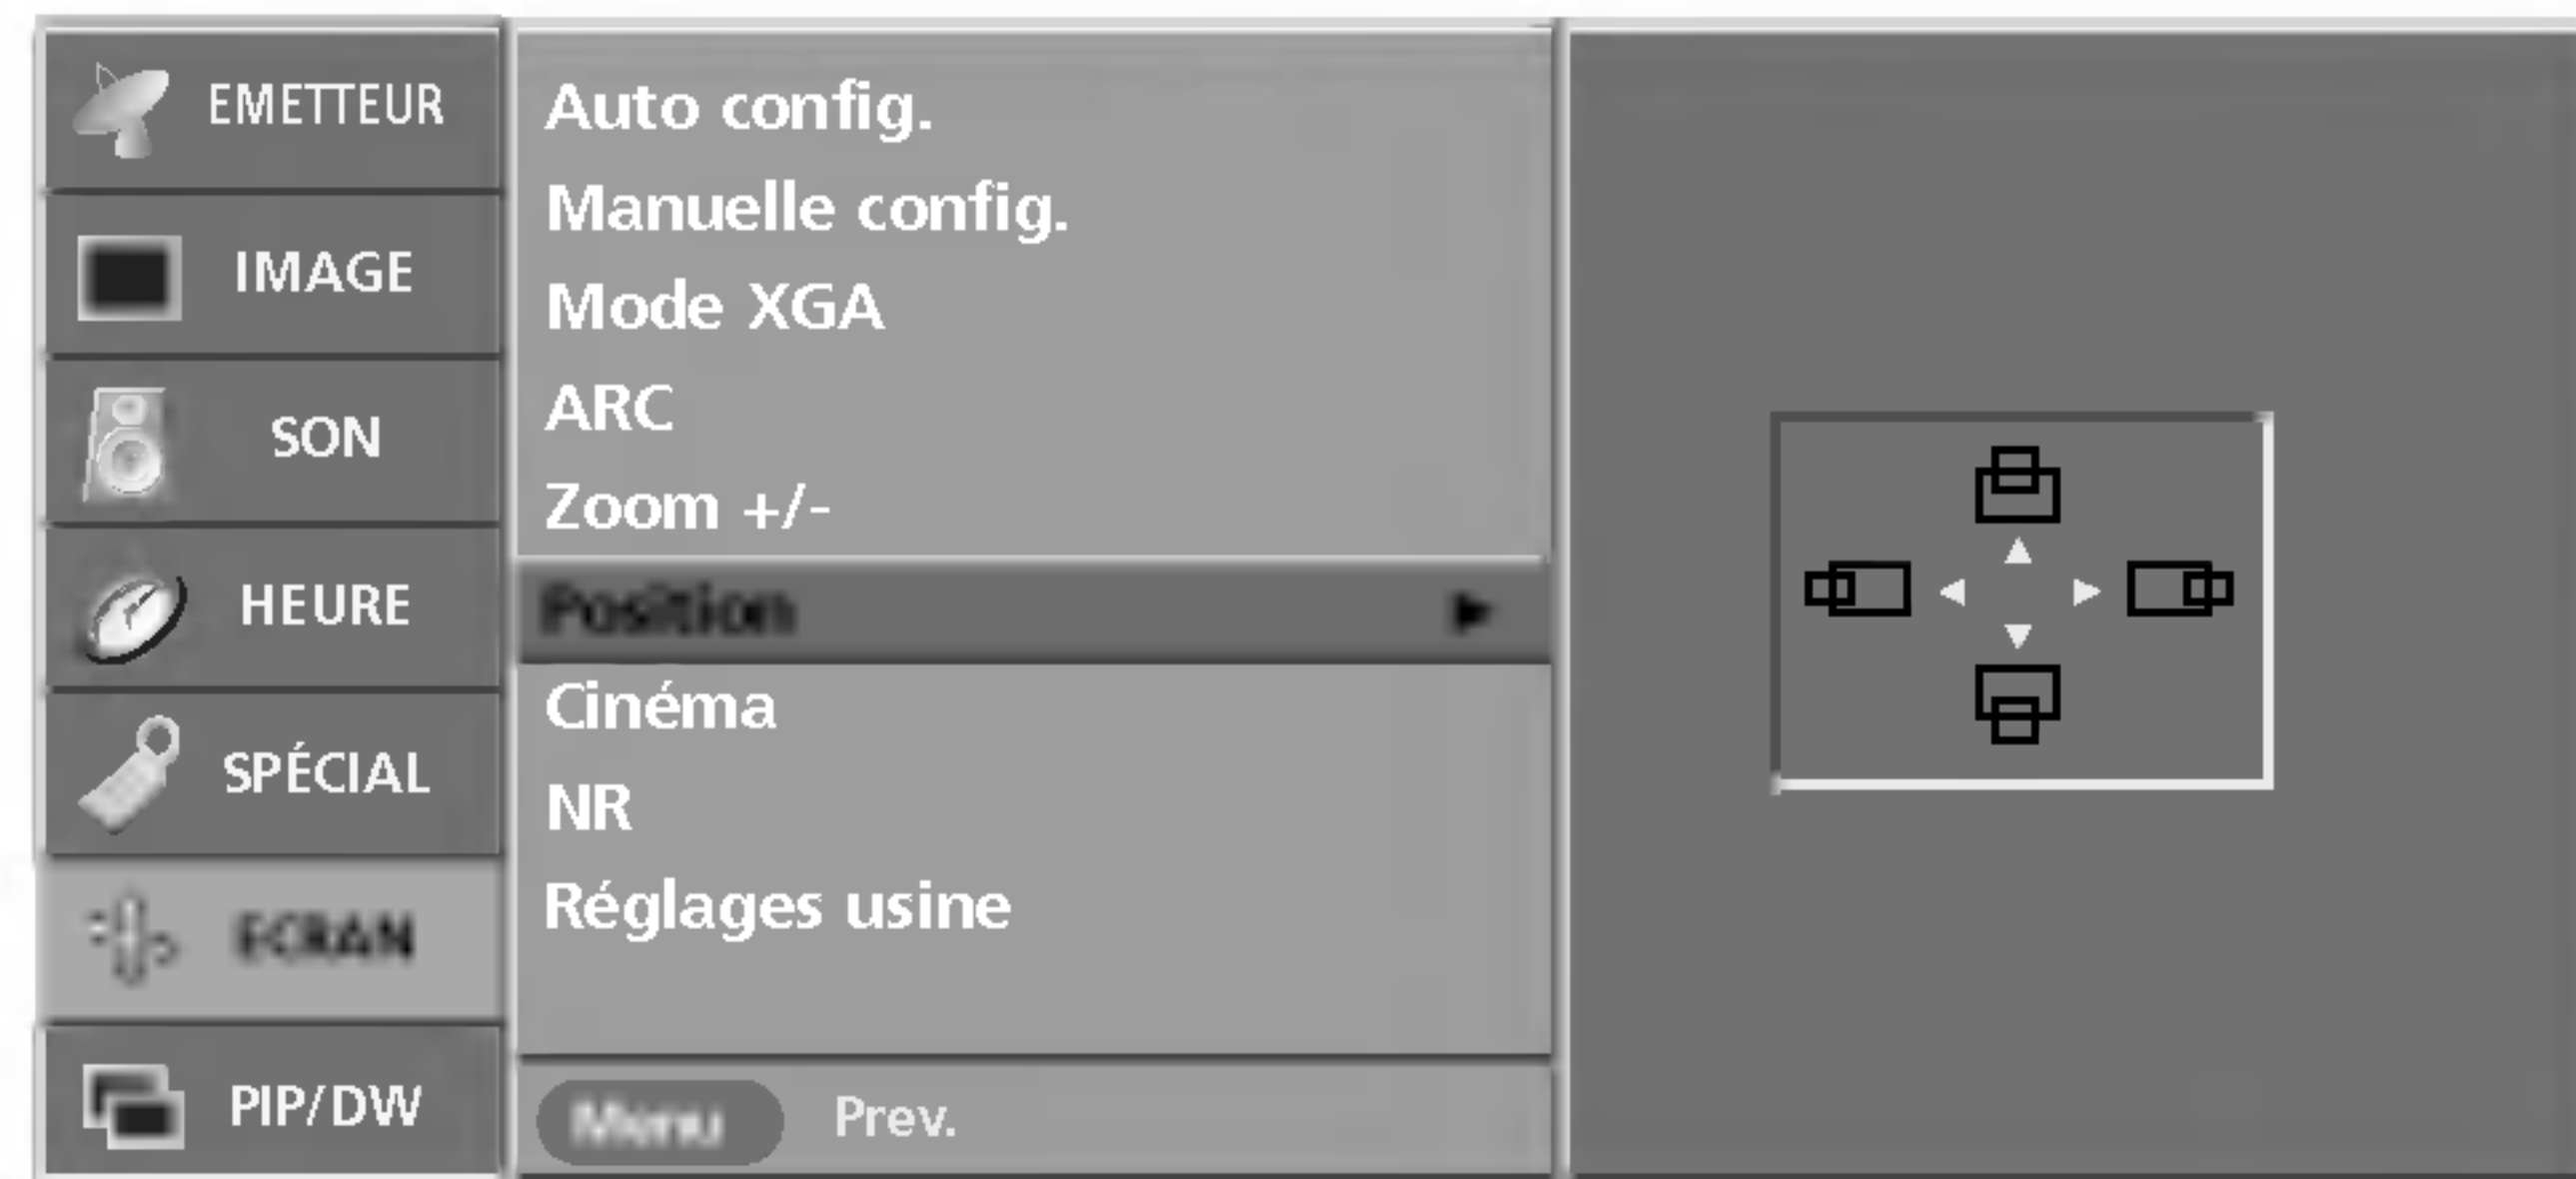 EMETTEUR
IMAGE
SON
HEURE
SPÉCIAL
ECRAN
PIP/DW
Auto config.
Manuelle config.
Mode XGA
ARC
Zoom +/-
Position
Cinéma
NR
Réglages usine
Menu Prev.